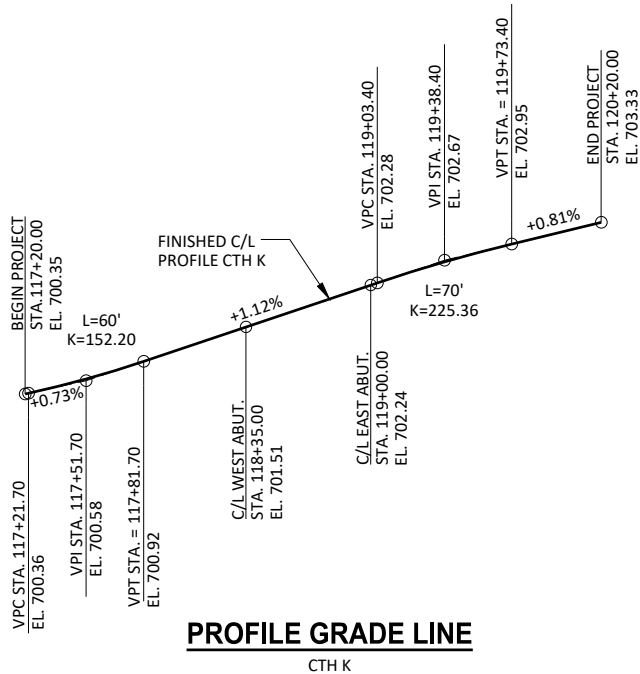 BEGIN PROJECT
STA.117+20.00
EL. 700.35
VPC STA. 117+21.70
EL. 700.36
+0.73%
L=60'
K=152.20
VPI STA. 117+51.70
EL. 700.58
VPT STA. = 117+81.70
EL. 700.92
FINISHED C/L
PROFILE CTH K
+1.12%
C/L WEST ABUT.
STA. 118+35.00
EL. 701.51
C/L EAST ABUT.
STA. 119+00.00
EL. 702.24
VPC STA. 119+03.40
EL. 702.28
L=70'
K=225.36
VPI STA. 119+38.40
EL. 702.67
VPT STA. = 119+73.40
EL. 702.95
+0.81%
END PROJECT
STA. 120+20.00
EL. 703.33
PROFILE GRADE LINE
CTH K